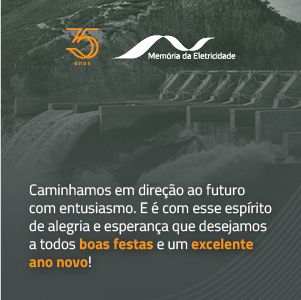 35
anos
Memória da Eletricidade
Caminhamos em direção ao futuro
com entusiasmo. E é com esse espírito
de alegria e esperança que desejamos
a todos boas festas e um excelente
ano novo!